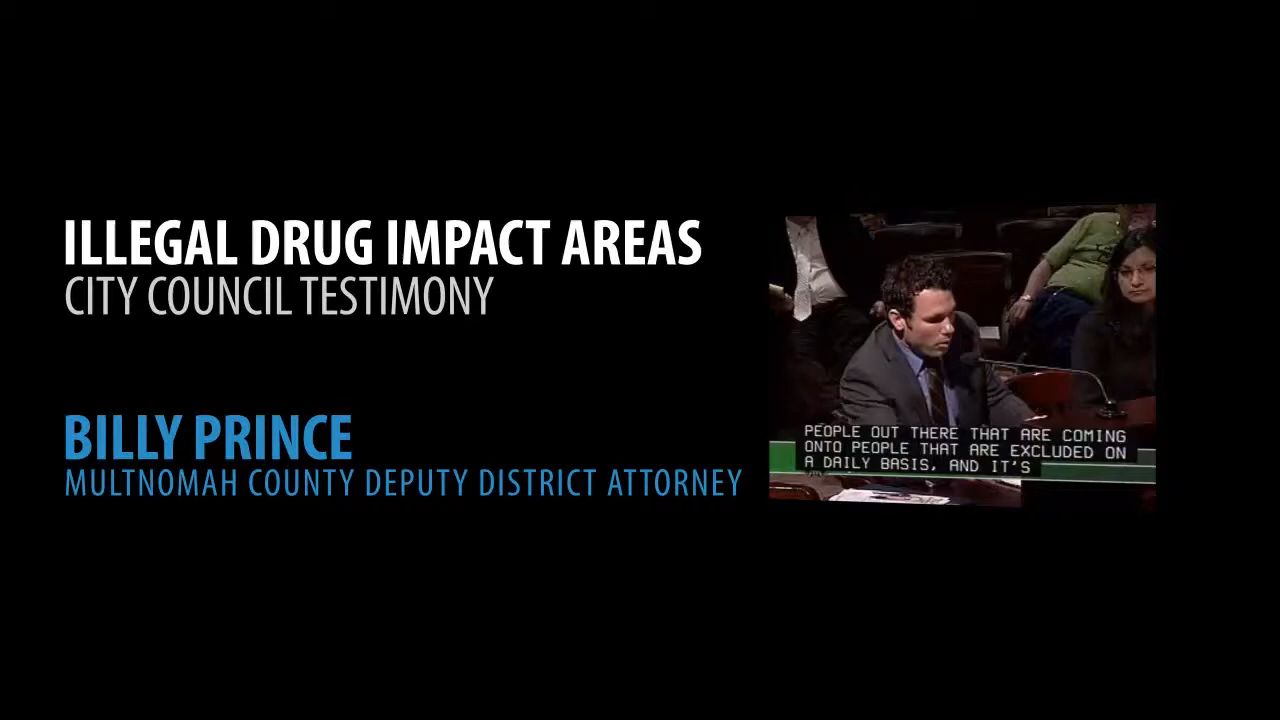 ILLEGAL DRUG IMPACT AREAS
CITY COUNCIL TESTIMONY
BILLY PRINCE
MULTNOMAH COUNTY DEPUTY DISTRICT ATTORNEY
PEOPLE OUT THERE THAT ARE COMING
ONTO PEOPLE THAT ARE EXCLUDED ON
A DAILY BASIS, AND IT'S